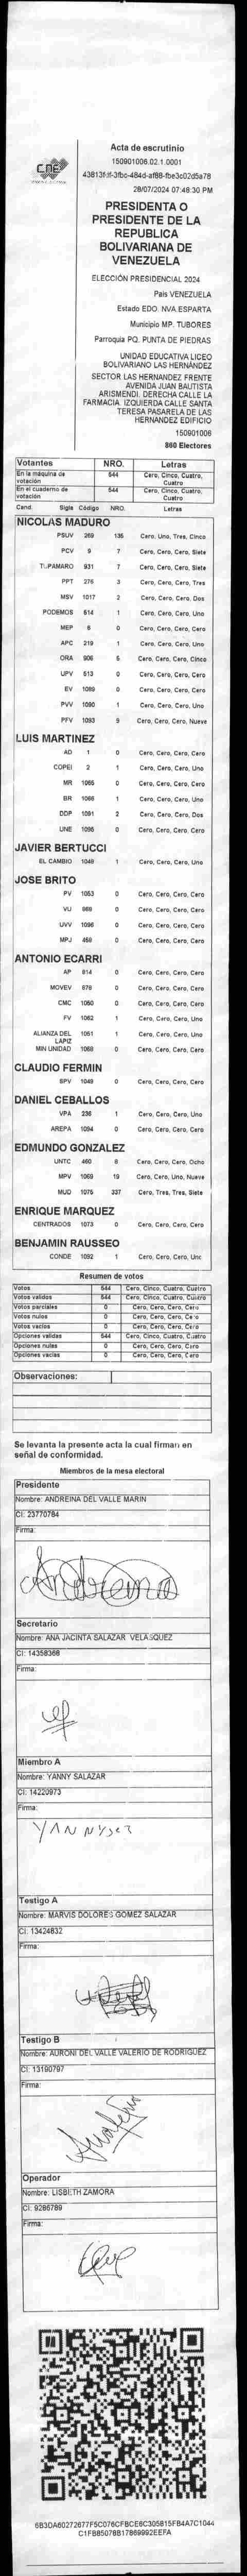 CNE
Acta de escrutinio
150901006.02.1.0001
28/07/2024 07:48:30 PM
PRESIDENTA O
PRESIDENTE DE LA
REPUBLICA
BOLIVARIANA DE
VENEZUELA
ELECCIÓN PRESIDENCIAL 2024
País VENEZUELA
Estado EDO. NVA.ESPARTA
Municipio MP. TUBORES
Parroquia PQ. PUNTA DE PIEDRAS
UNIDAD EDUCATIVA LICEO
BOLIVARIANO LAS HERNÁNDEZ
SECTOR LAS HERNANDEZ FRENTE
AVENIDA JUAN BAUTISTA
ARISMENDI. DERECHA CALLE LA
FARMACIA. IZQUIERDA CALLE SANTA
TERESA PASARELA DE LAS
HERNÁNDEZ EDIFICIO
150901006
860 Electores
Votantes NRO. Letras
En la máquina de votación 544 Cero, Cinco, Cuatro, Cuatro
En el cuaderno de votación 544 Cero, Cinco, Cuatro, Cuatro
Cand. Sigla Código NRO. Letras
NICOLAS MADURO
PSUV 269 135 Cero, Uno, Tres, Cinco
PCV 9 7 Cero, Cero, Cero, Siete
TUPAMARO 931 7 Cero, Cero, Cero, Siete
PPT 276 3 Cero, Cero, Cero, Tres
MSV 1017 2 Cero, Cero, Cero, Dos
PODEMOS 614 1 Cero, Cero, Cero, Uno
MEP 6 0 Cero, Cero, Cero, Cero
APC 219 1 Cero, Cero, Cero, Uno
ORA 906 5 Cero, Cero, Cero, Cinco
UPV 513 0 Cero, Cero, Cero, Cero
EV 1089 0 Cero, Cero, Cero, Cero
PVV 1090 1 Cero, Cero, Cero, Uno
PFV 1093 9 Cero, Cero, Cero, Nueve
LUIS MARTINEZ
AD 1 0 Cero, Cero, Cero, Cero
COPEI 2 1 Cero, Cero, Cero, Uno
MR 1065 0 Cero, Cero, Cero, Cero
BR 1066 1 Cero, Cero, Cero, Uno
DDP 1091 2 Cero, Cero, Cero, Dos
UNE 1095 0 Cero, Cero, Cero, Cero
JAVIER BERTUCCI
EL CAMBIO 1048 1 Cero, Cero, Cero, Uno
JOSE BRITO
PV 1053 0 Cero, Cero, Cero, Cero
VU 0 Cero, Cero, Cero, Cero
UVV 1096 0 Cero, Cero, Cero, Cero
MPJ 0 Cero, Cero, Cero, Cero
ANTONIO ECARRI
AP 814 0 Cero, Cero, Cero, Cero
MOVEV 878 0 Cero, Cero, Cero, Cero
CMC 1050 0 Cero, Cero, Cero, Cero
FV 1062 1 Cero, Cero, Cero, Uno
ALIANZA DEL LAPIZ 1051 1 Cero, Cero, Cero, Uno
MIN UNIDAD 1068 0 Cero, Cero, Cero, Cero
CLAUDIO FERMIN
SPV 1049 0 Cero, Cero, Cero, Cero
DANIEL CEBALLOS
VPA 236 1 Cero, Cero, Cero, Uno
AREPA 1094 0 Cero, Cero, Cero, Cero
EDMUNDO GONZALEZ
UNTC 460 8 Cero, Cero, Cero, Ocho
MPV 1069 19 Cero, Cero, Uno, Nueve
MUD 1075 337 Cero, Tres, Tres, Siete
ENRIQUE MARQUEZ
CENTRADOS 1073 0 Cero, Cero, Cero, Cero
BENJAMIN RAUSSEO
CONDE 1092 1 Cero, Cero, Cero, Uno
Resumen de votos
Votos 544 Cero, Cinco, Cuatro, Cuatro
Votos validos 544 Cero, Cinco, Cuatro, Cuatro
Votos parciales 0 Cero, Cero, Cero, Cero
Votos nulos 0 Cero, Cero, Cero, Cero
Votos vacíos 0 Cero, Cero, Cero, Cero
Opciones validas 544 Cero, Cinco, Cuatro, Cuatro
Opciones nulas 0 Cero, Cero, Cero, Cero
Opciones vacías 0 Cero, Cero, Cero, Cero
Observaciones:
Se levanta la presente acta la cual firman en
señal de conformidad.
Miembros de la mesa electoral
Presidente
Nombre: ANDREINA DEL VALLE MARIN
CI: 23770784
Firma:
Andreina
Secretario
Nombre: ANA JACINTA SALAZAR VELASQUEZ
CI: 14358368
Firma:
Miembro A
Nombre: YANNY SALAZAR
CI: 14220973
Firma:
Testigo A
Nombre: MARVIS DOLORES GOMEZ SALAZAR
CI: 13424832
Firma:
Testigo B
Nombre: AURONI DEL VALLE VALERIO DE RODRIGUEZ
CI: 13190797
Firma:
Operador
Nombre: LISBETH ZAMORA
CI: 9286789
Firma: